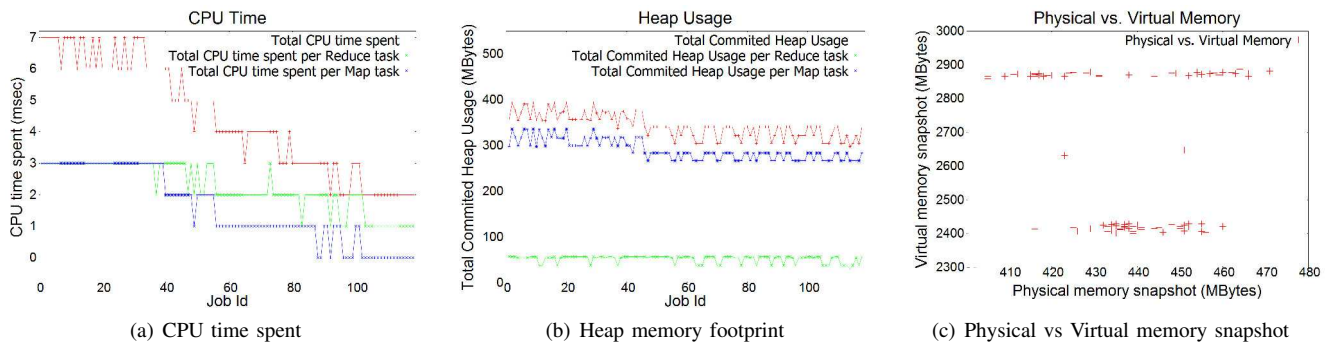 CPU Time
Total CPU time spent
Total CPU time spent per Reduce task
Total CPU time spent per Map task
CPU time spent (msec)
7
6
5
4
3
2
1
0
0 20 40 60 80 100
Job Id
(a) CPU time spent
Heap Usage
Total Commited Heap Usage
Total Commited Heap Usage per Reduce task
Total Commited Heap Usage per Map task
Total Commited Heap Usage (MBytes)
500
400
300
200
100
0
0 20 40 60 80 100
Job Id
(b) Heap memory footprint
Physical vs. Virtual Memory
Physical vs. Virtual Memory
Virtual memory snapshot (MBytes)
3000
2900
2800
2700
2600
2500
2400
2300
410 420 430 440 450 460 470 480
Physical memory snapshot (MBytes)
(c) Physical vs Virtual memory snapshot